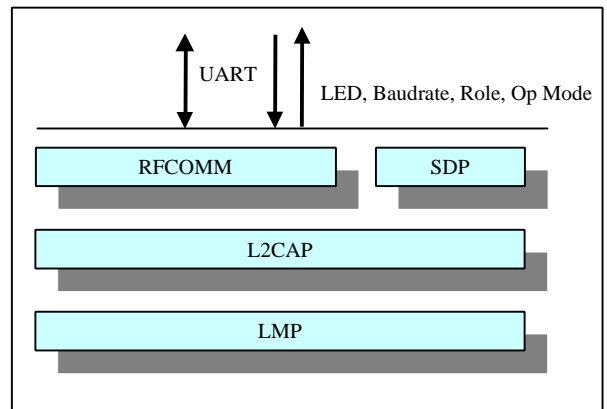 UART
LED, Baudrate, Role, Op Mode
RFCOMM
SDP
L2CAP
LMP